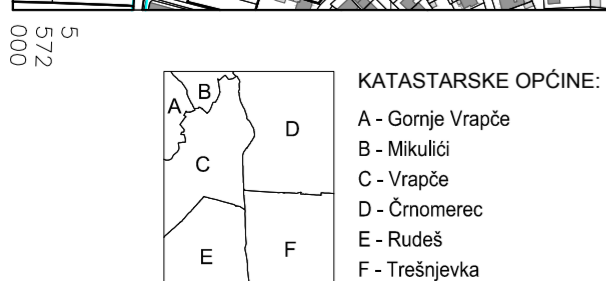 5
572
000
KATASTARSKE OPĆINE:
A - Gornje Vrapče
B - Mikulići
C - Vrapče
D - Črnomerec
E - Rudeš
F - Trešnjevka
A
B
C
D
E
F